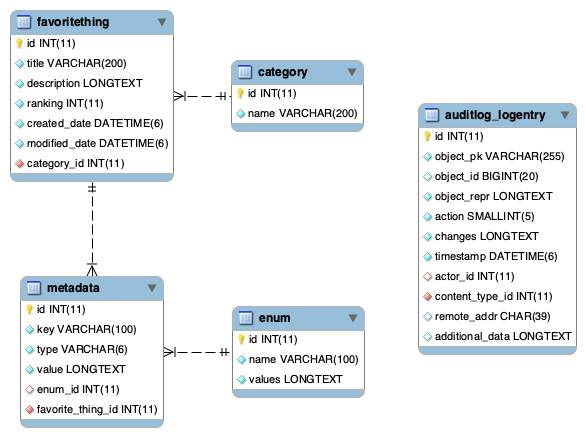 favoritething
id INT(11)
title VARCHAR(200)
description LONGTEXT
ranking INT(11)
created_date DATETIME(6)
modified_date DATETIME(6)
category_id INT(11)
category
id INT(11)
name VARCHAR(200)
auditlog_logentry
id INT(11)
object_pk VARCHAR(255)
object_id BIGINT(20)
object_repr LONGTEXT
action SMALLINT(5)
changes LONGTEXT
timestamp DATETIME(6)
actor_id INT(11)
content_type_id INT(11)
remote_addr CHAR(39)
additional_data LONGTEXT
metadata
id INT(11)
key VARCHAR(100)
type VARCHAR(6)
value LONGTEXT
enum_id INT(11)
favorite_thing_id INT(11)
enum
id INT(11)
name VARCHAR(100)
values LONGTEXT